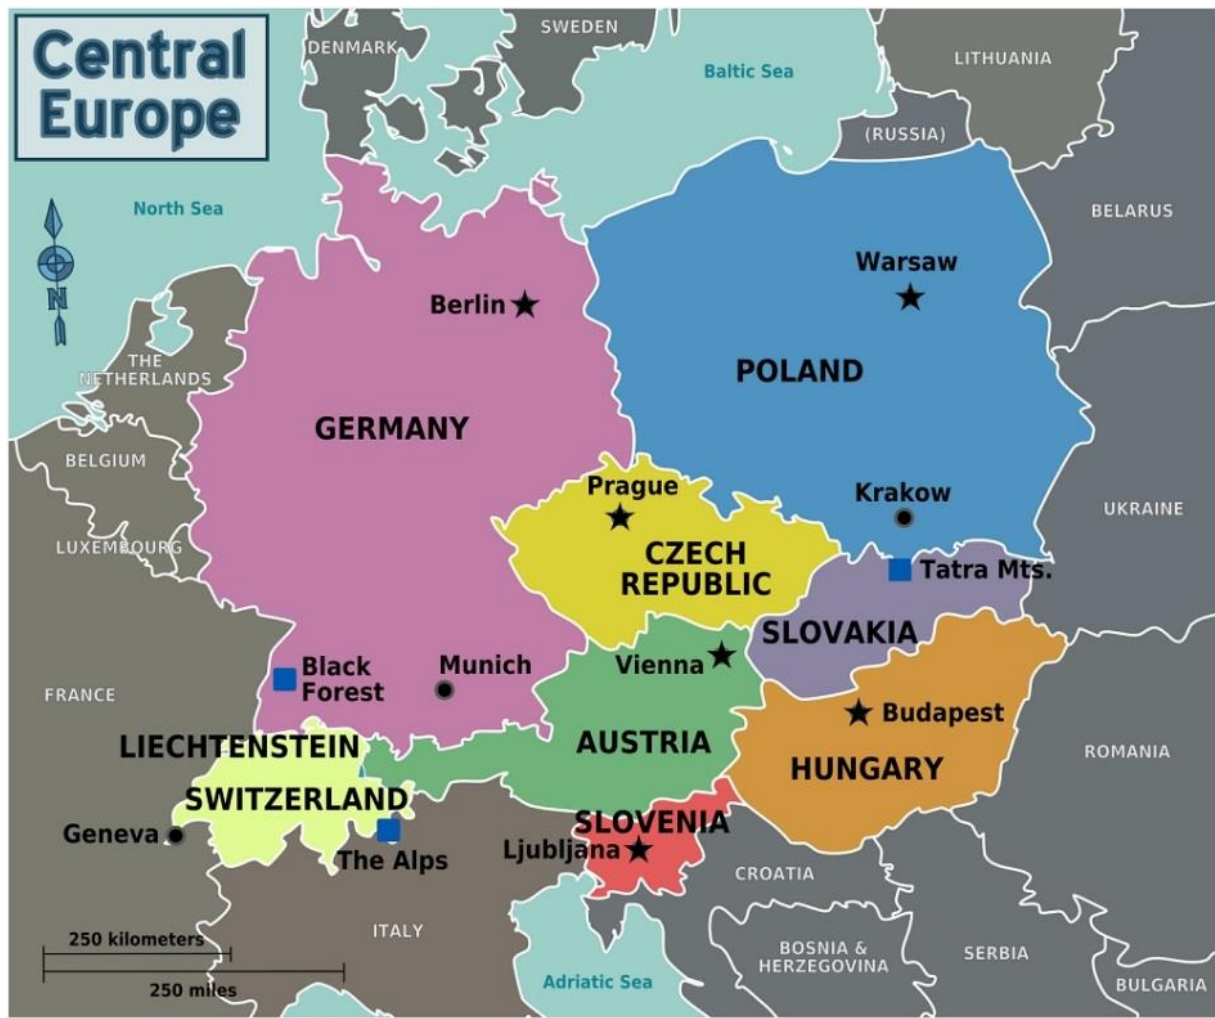 Central
Europe
DENMARK
SWEDEN
LITHUANIA
Baltic Sea
(RUSSIA)
North Sea
BELARUS
N
Warsaw
Berlin
THE
NETHERLANDS
POLAND
GERMANY
BELGIUM
Prague
Krakow
UKRAINE
LUXEMBOURG
CZECH
REPUBLIC
Tatra Mts.
SLOVAKIA
Black
Forest
Munich
Vienna
FRANCE
Budapest
LIECHTENSTEIN
AUSTRIA
ROMANIA
HUNGARY
SWITZERLAND
SLOVENIA
Geneva
Ljubljana
The Alps
CROATIA
ITALY
250 kilometers
BOSNIA &
HERZEGOVINA
SERBIA
250 miles
Adriatic Sea
BULGARIA